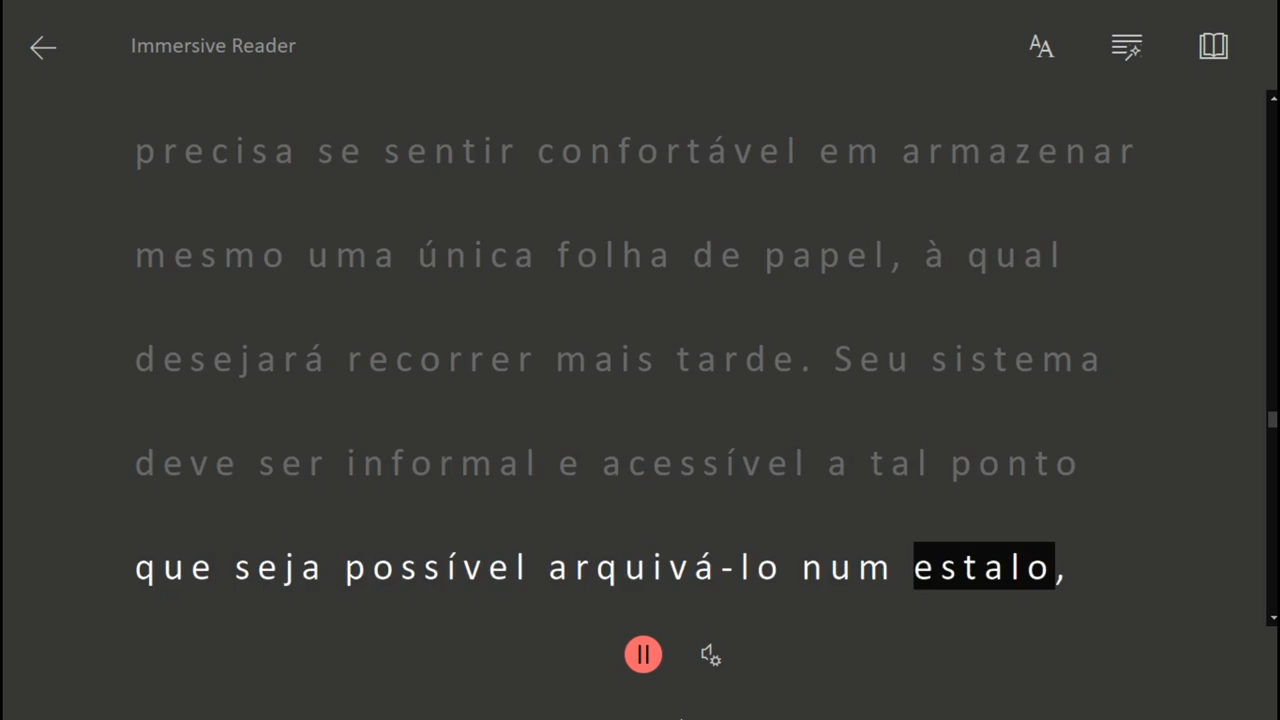 Immersive Reader
precisa se sentir confortável em armazenar
mesmo uma única folha de papel, à qual
desejará recorrer mais tarde. Seu sistema
deve ser informal e acessível a tal ponto
que seja possível arquivá-lo num estalo,